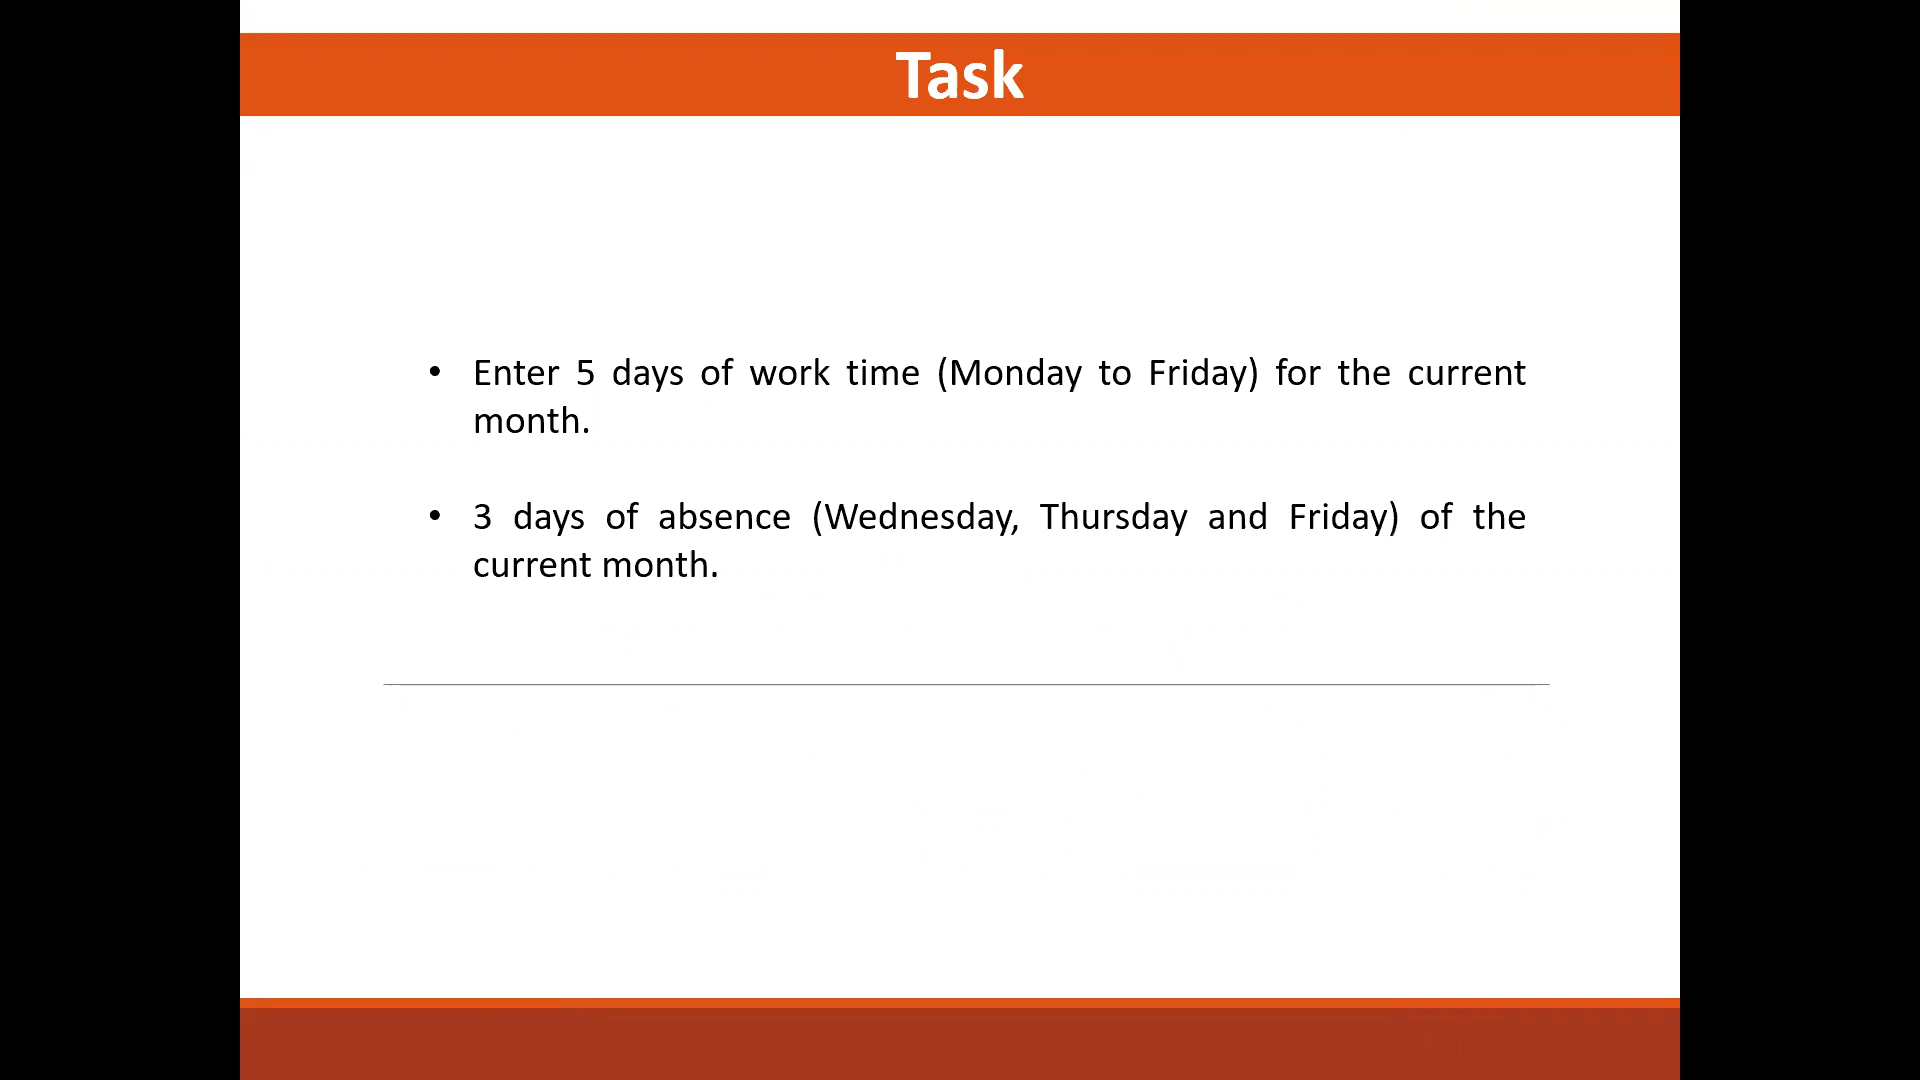 Task
• Enter 5 days of work time (Monday to Friday) for the current
month.
• 3 days of absence (Wednesday, Thursday and Friday) of the
current month.